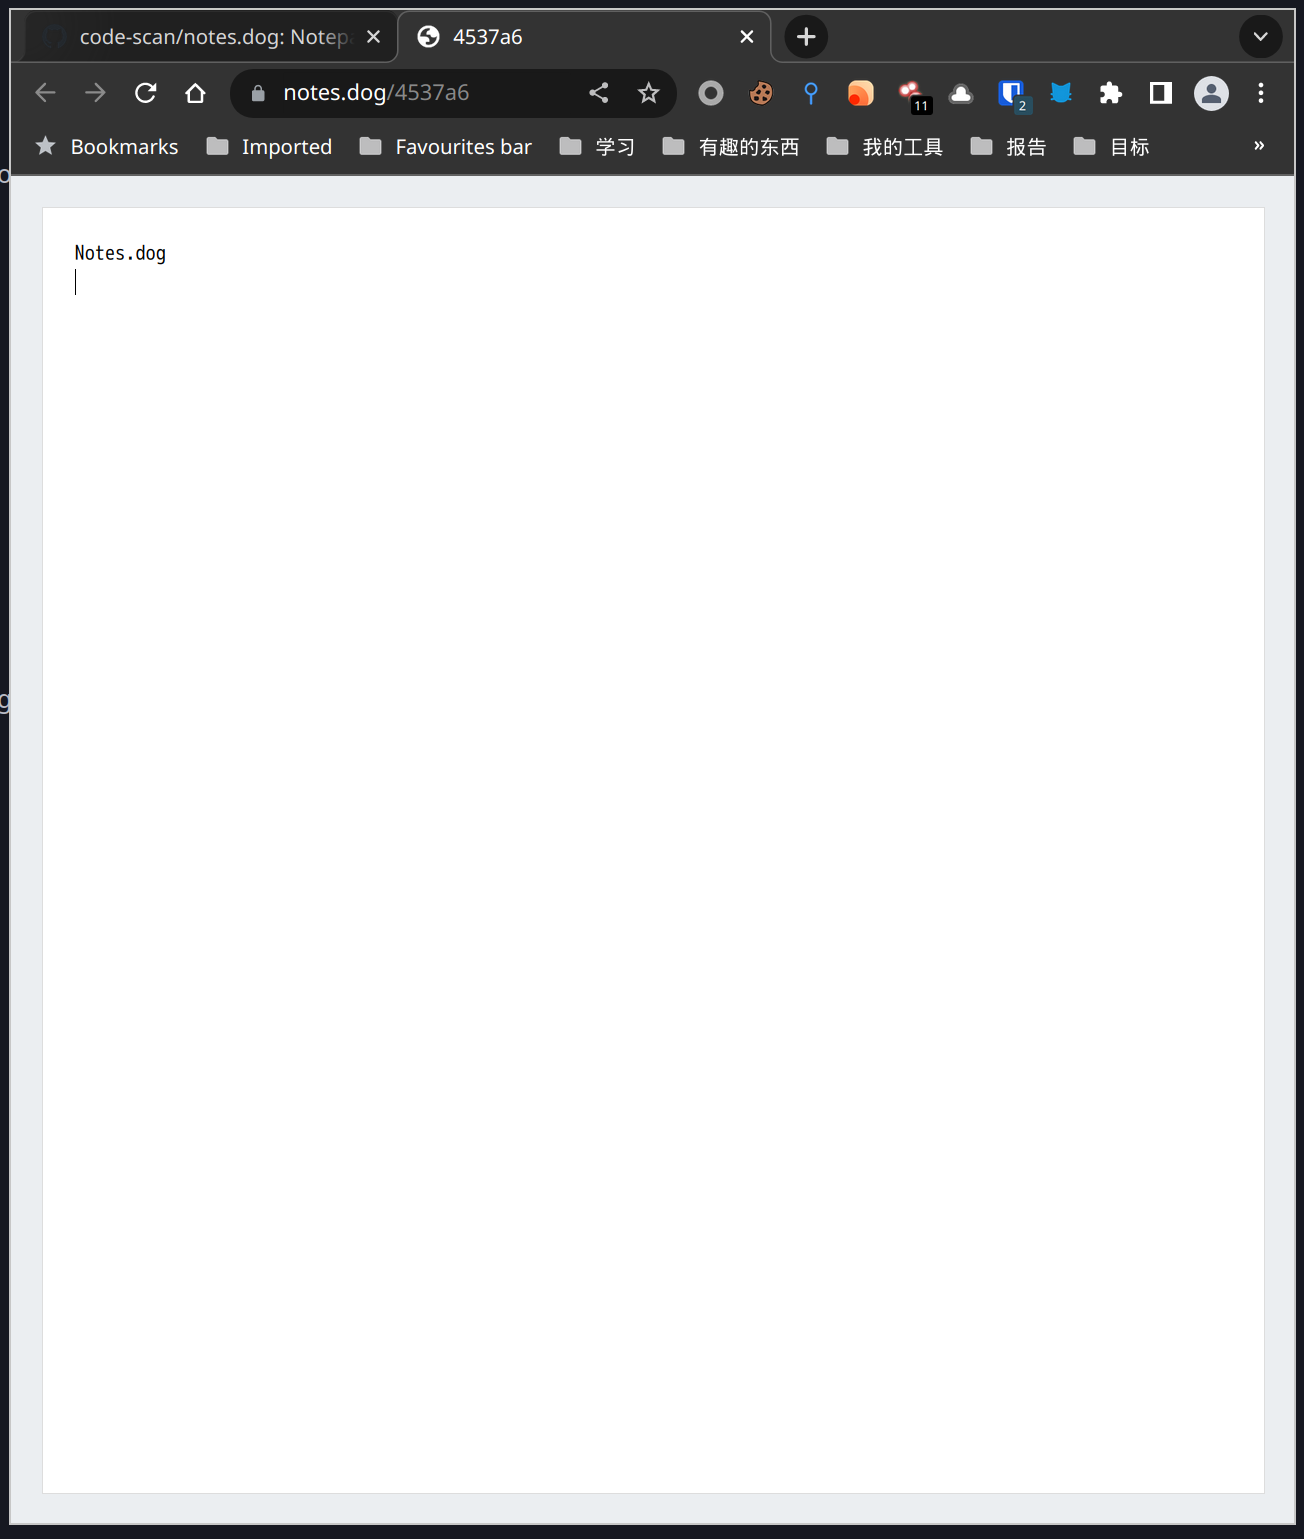 code-scan/notes.dog: Notepa
4537a6
notes.dog/4537a6
11
2
Bookmarks Imported Favourites bar 学习 有趣的东西 我的工具 报告 目标 »
Notes.dog